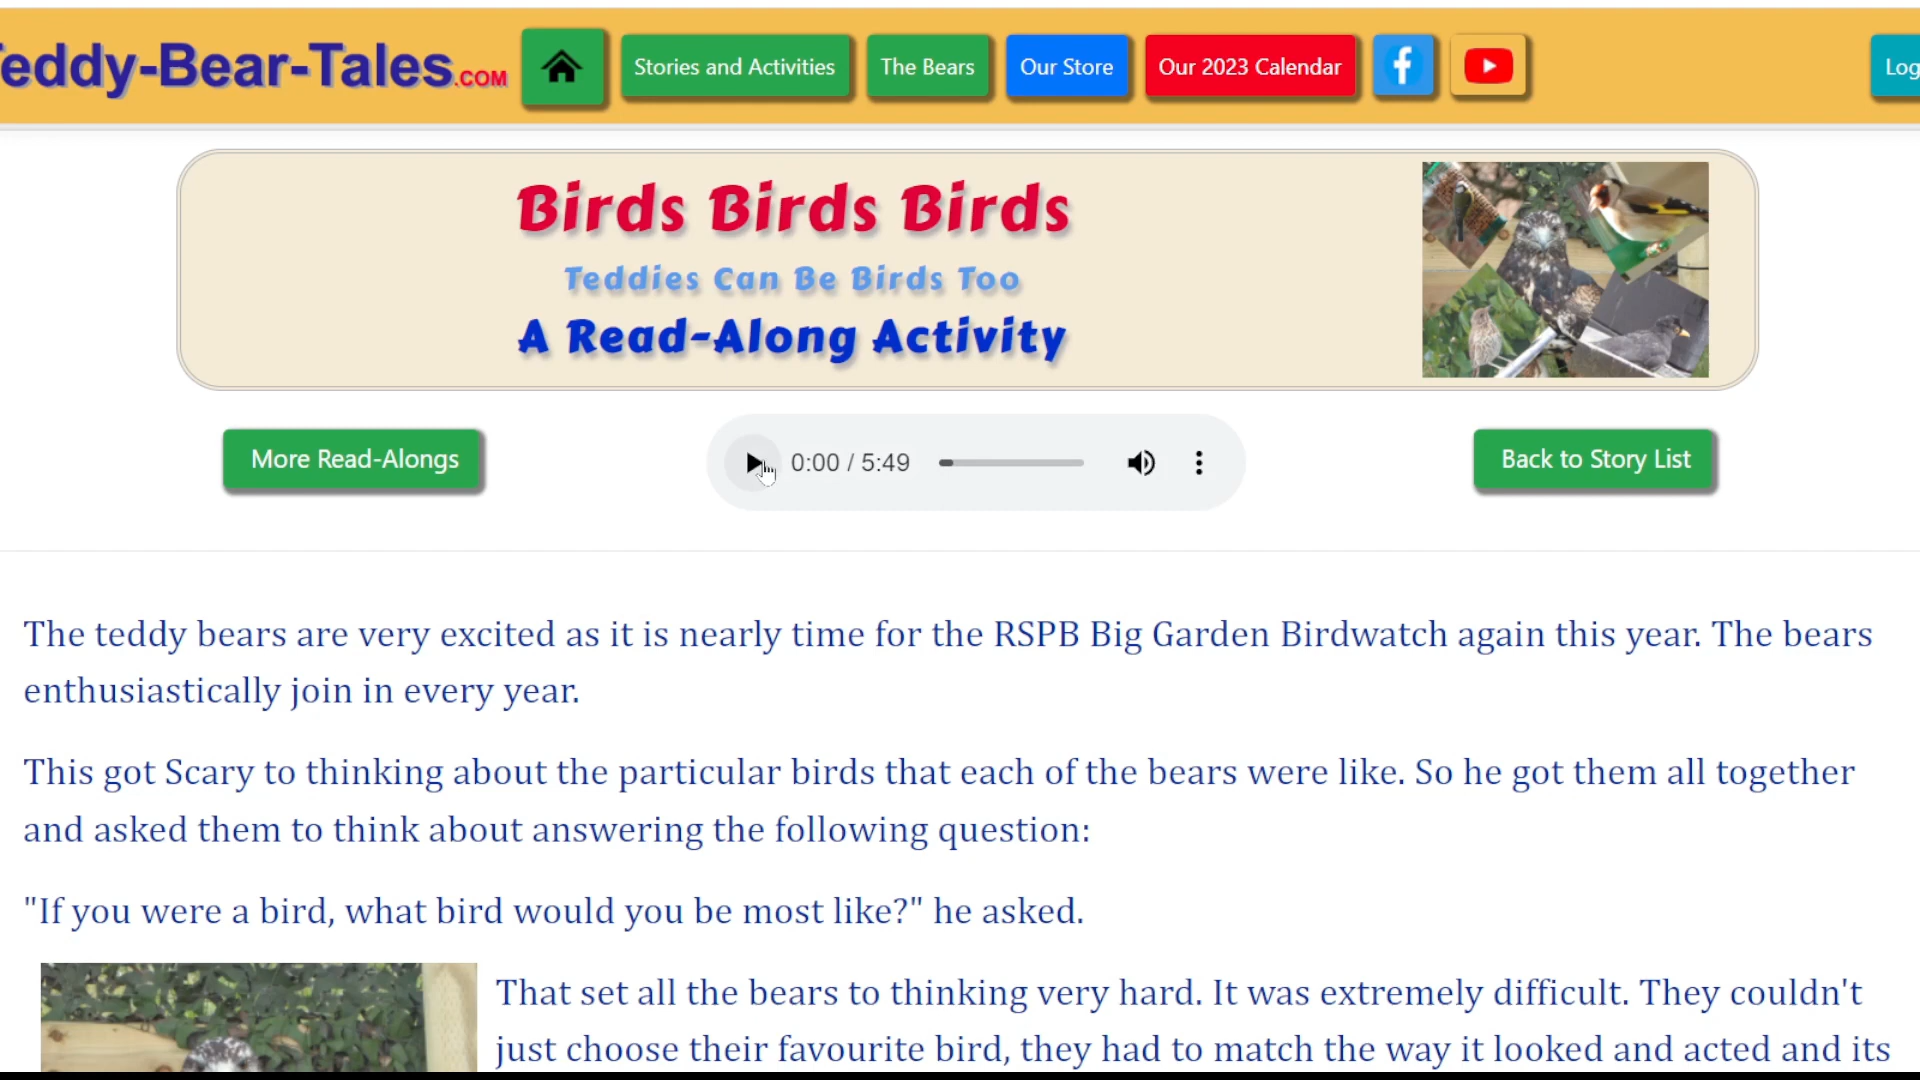 eddy-Bear-Tales.COM
Stories and Activities
The Bears
Our Store
Our 2023 Calendar
Log
Birds Birds Birds
Teddies Can Be Birds Too
A Read-Along Activity
More Read-Alongs
0:00 / 5:49
Back to Story List
The teddy bears are very excited as it is nearly time for the RSPB Big Garden Birdwatch again this year. The bears
enthusiastically join in every year.
This got Scary to thinking about the particular birds that each of the bears were like. So he got them all together
and asked them to think about answering the following question:
"If you were a bird, what bird would you be most like?" he asked.
That set all the bears to thinking very hard. It was extremely difficult. They couldn't
just choose their favourite bird, they had to match the way it looked and acted and its